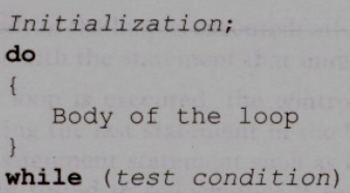 Initialization;
do
{
Body of the loop
}
while (test condition)